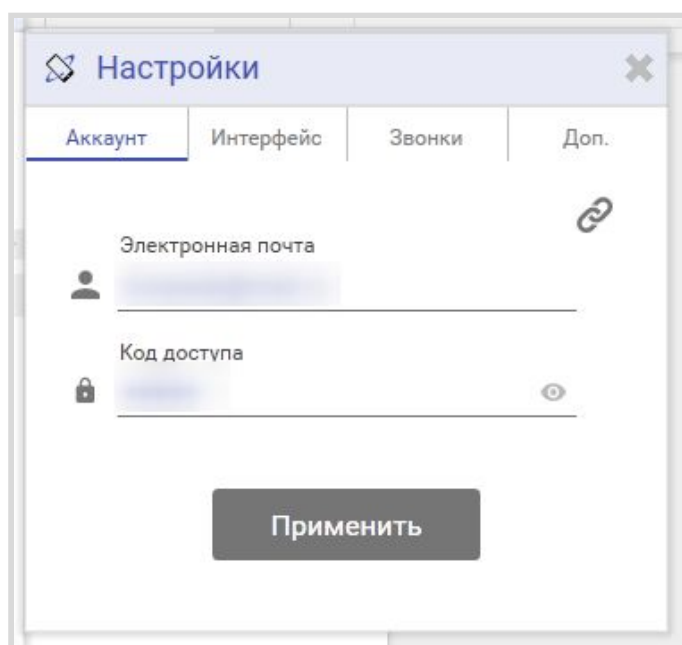 Настройки
Аккаунт Интерфейс Звонки Доп.
Электронная почта
Код доступа
Применить